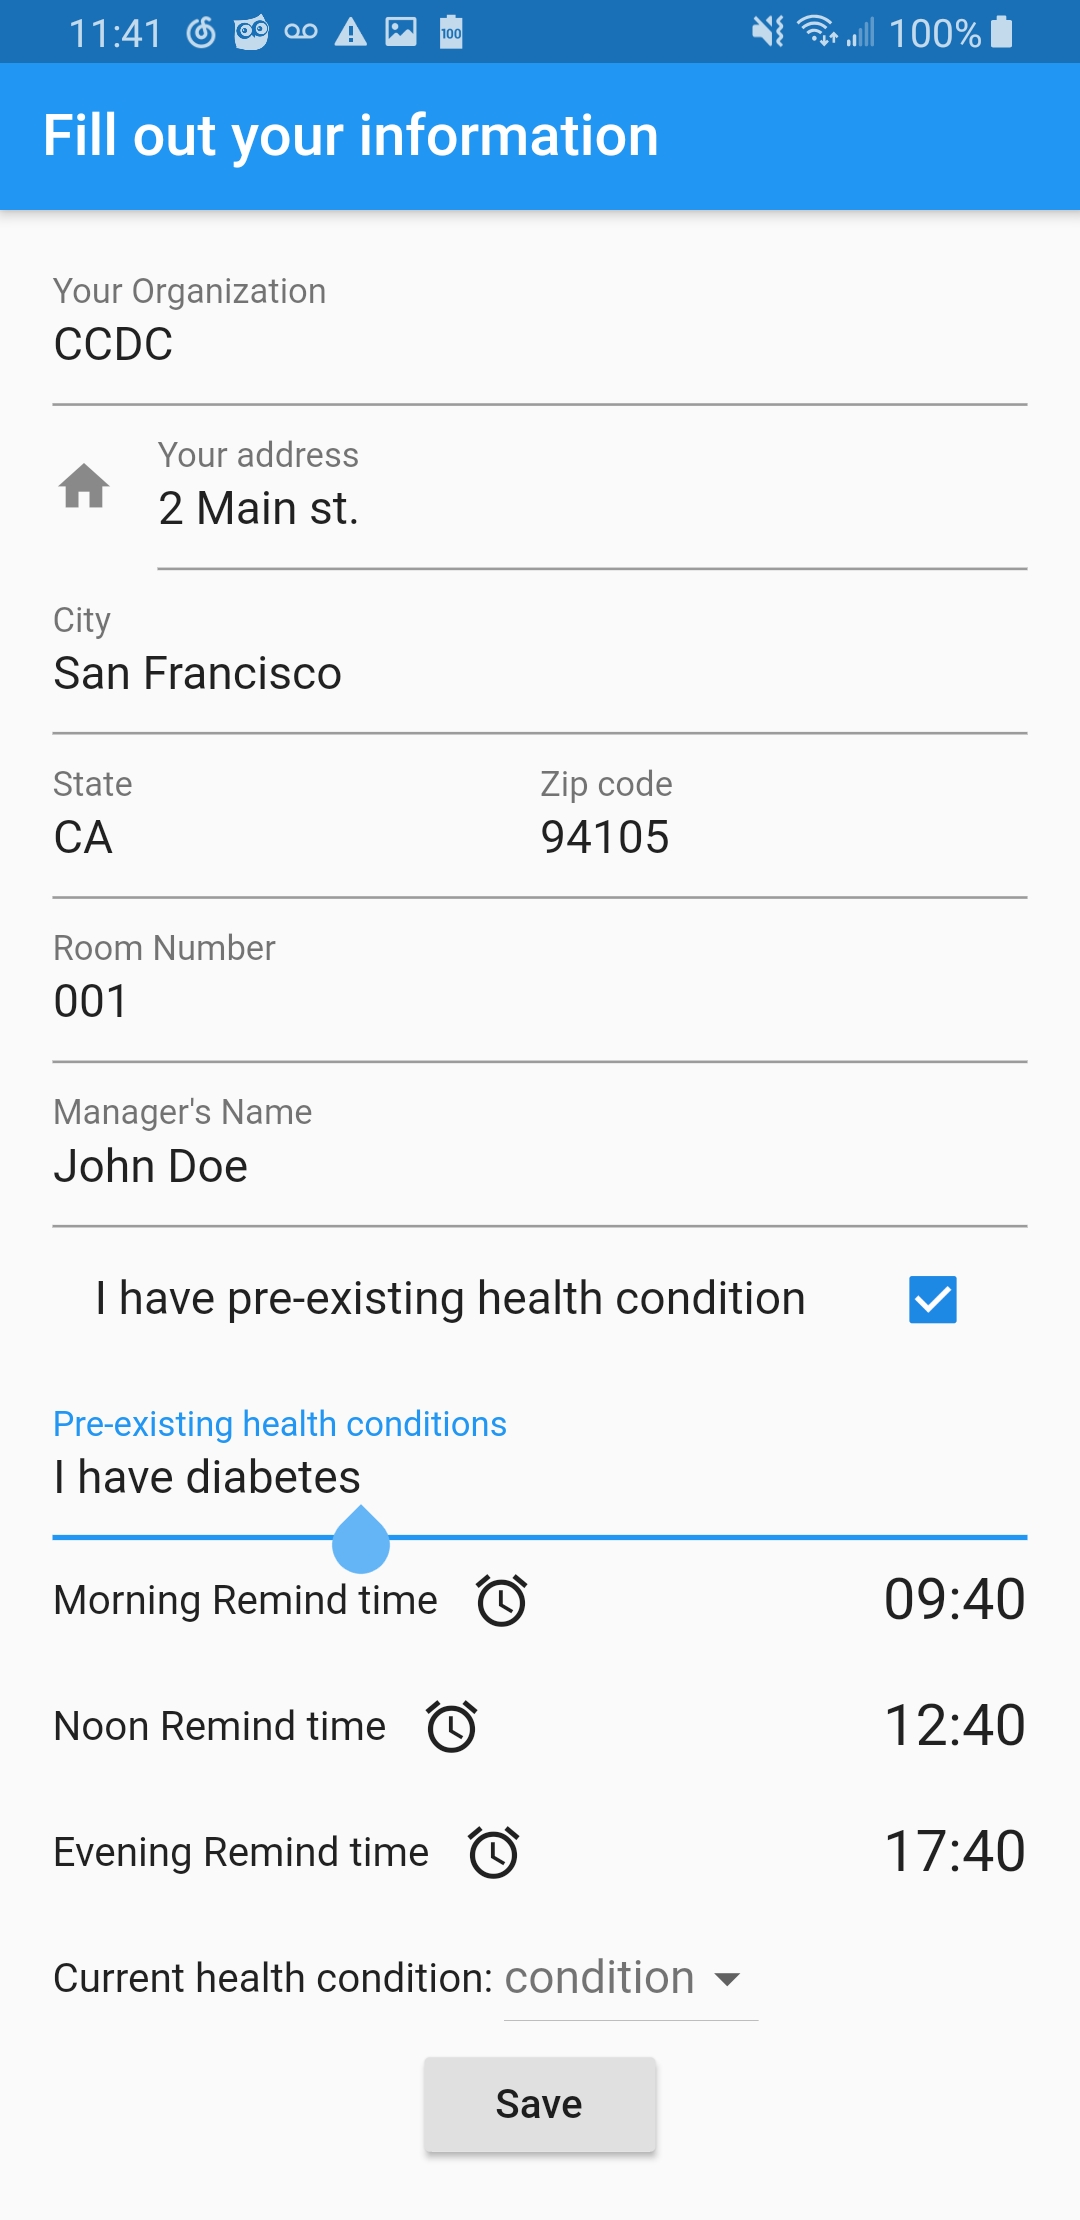 11:41 100 100%
Fill out your information
Your Organization
CCDC
Your address
2 Main st.
City
San Francisco
State Zip code
CA 94105
Room Number
001
Manager's Name
John Doe
I have pre-existing health condition
Pre-existing health conditions
I have diabetes
Morning Remind time 09:40
Noon Remind time 12:40
Evening Remind time 17:40
Current health condition: condition
Save